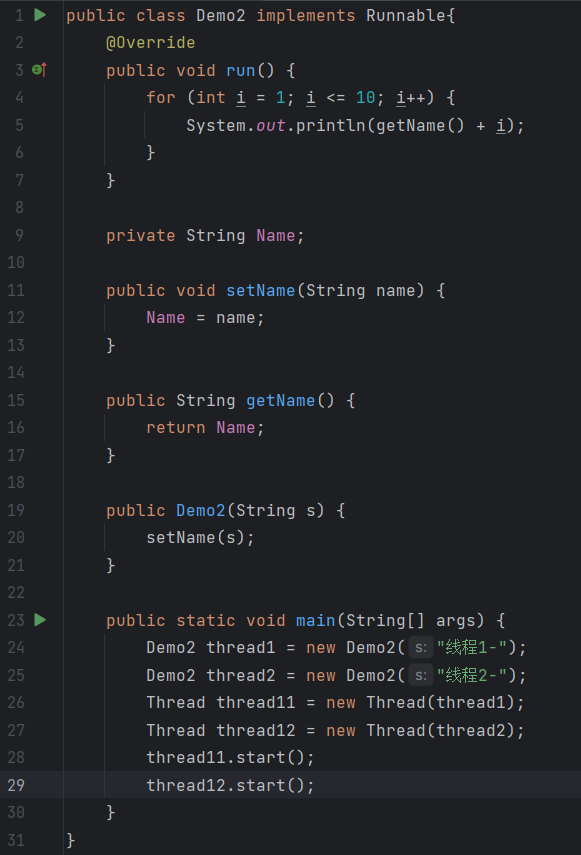 1 public class Demo2 implements Runnable{
2 @Override
3 public void run() {
4 for (int i = 1; i <= 10; i++) {
5 System.out.println(getName() + i);
6 }
7 }
8
9 private String Name;
10
11 public void setName(String name) {
12 Name = name;
13 }
14
15 public String getName() {
16 return Name;
17 }
18
19 public Demo2(String s) {
20 setName(s);
21 }
22
23 public static void main(String[] args) {
24 Demo2 thread1 = new Demo2( s: "线程1-");
25 Demo2 thread2 = new Demo2( s: "线程2-");
26 Thread thread11 = new Thread(thread1);
27 Thread thread12 = new Thread(thread2);
28 thread11.start();
29 thread12.start();
30 }
31 }